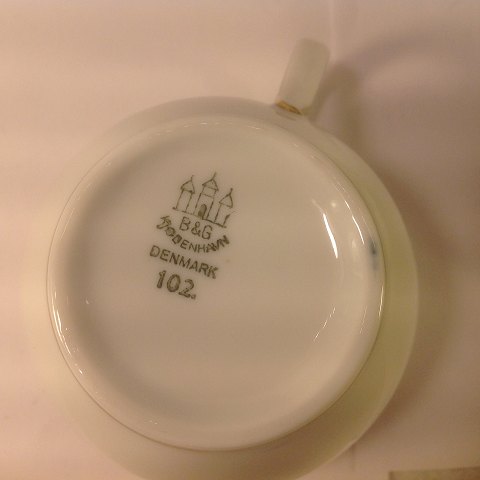 B&G
KJØBENHAVN
DENMARK
102.